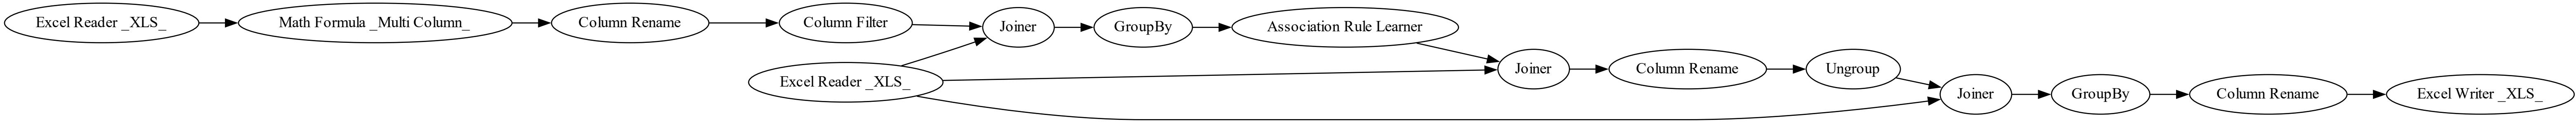 Excel Reader _XLS_
Math Formula _Multi Column_
Column Rename
Column Filter
Joiner
GroupBy
Association Rule Learner
Excel Reader _XLS_
Joiner
Column Rename
Ungroup
Joiner
GroupBy
Column Rename
Excel Writer _XLS_